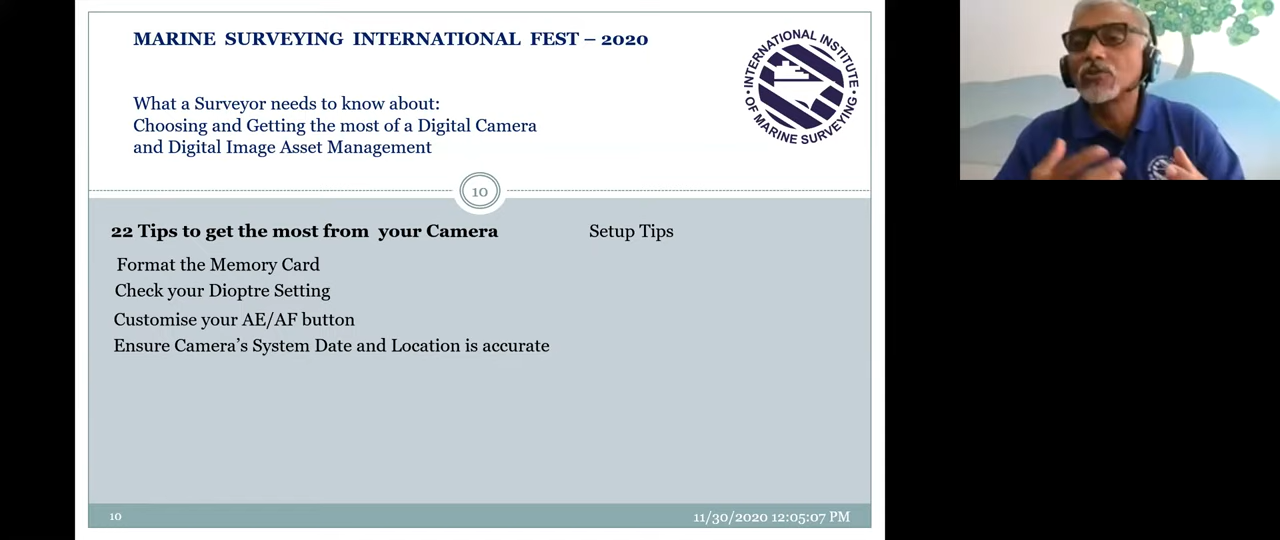 MARINE SURVEYING INTERNATIONAL FEST – 2020
INTERNATIONAL INSTITUTE
OF MARINE SURVEYING
What a Surveyor needs to know about:
Choosing and Getting the most of a Digital Camera
and Digital Image Asset Management
10
22 Tips to get the most from your Camera
Setup Tips
Format the Memory Card
Check your Dioptre Setting
Customise your AE/AF button
Ensure Camera’s System Date and Location is accurate
10
11/30/2020 12:05:07 PM